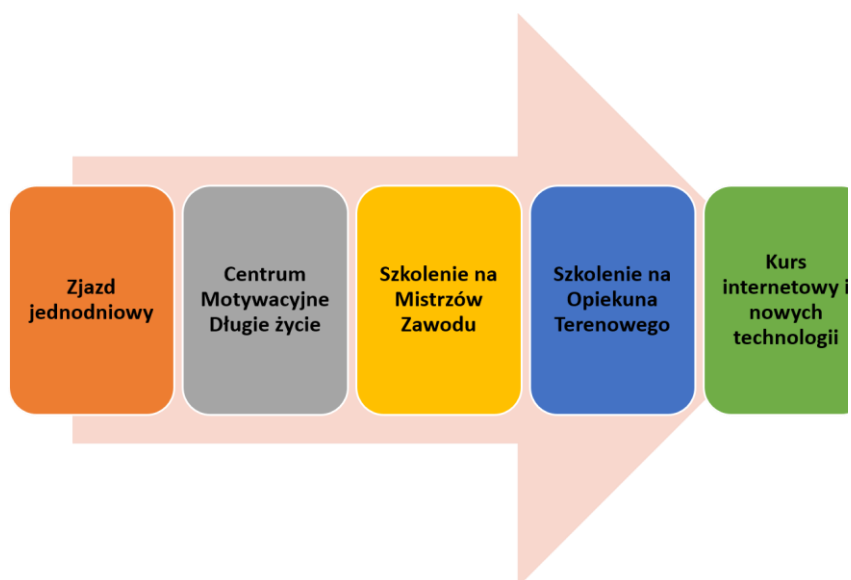 Zjazd
jednodniowy
Centrum
Motywacyjne
Długie życie
Szkolenie na
Mistrzów
Zawodu
Szkolenie na
Opiekuna
Terenowego
Kurs
internetowy i
nowych
technologii